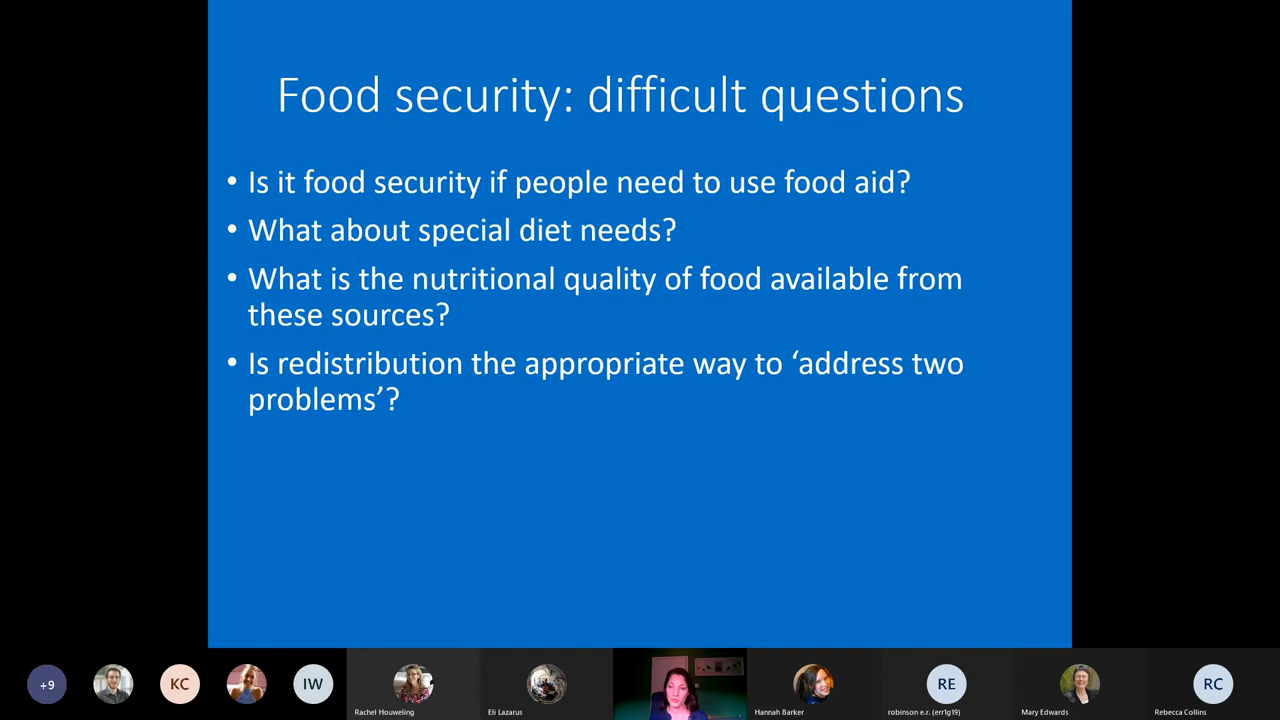 Food security: difficult questions
• Is it food security if people need to use food aid?
• What about special diet needs?
• What is the nutritional quality of food available from
these sources?
• Is redistribution the appropriate way to ‘address two
problems’?
+9
KC
IW
Rachel Houweling
Eli Lazarus
Hannah Barker
RE
robinson e.r. (err1g19)
Mary Edwards
RC
Rebecca Collins